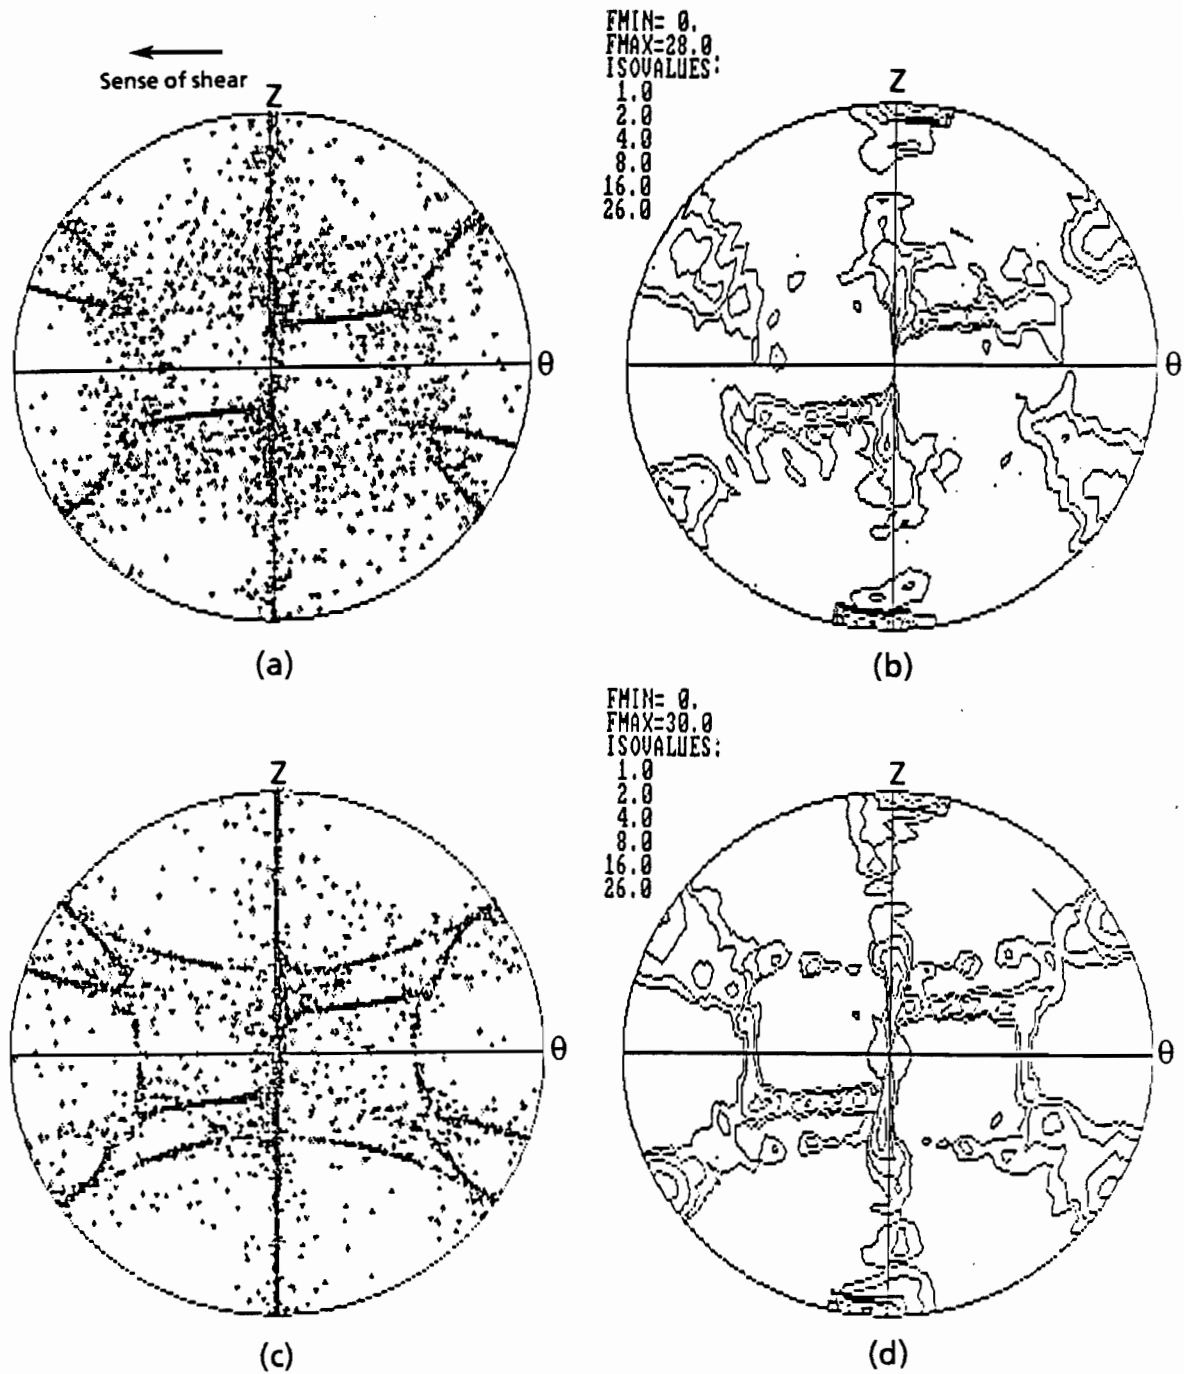 Sense of shear
Z
θ
(a)
FMIN= 0.
FMAX=28.0
ISOVALUES:
1.0
2.0
4.0
8.0
16.0
26.0
Z
θ
(b)
Z
θ
(c)
FMIN= 0.
FMAX=30.0
ISOVALUES:
1.0
2.0
4.0
8.0
16.0
26.0
Z
θ
(d)